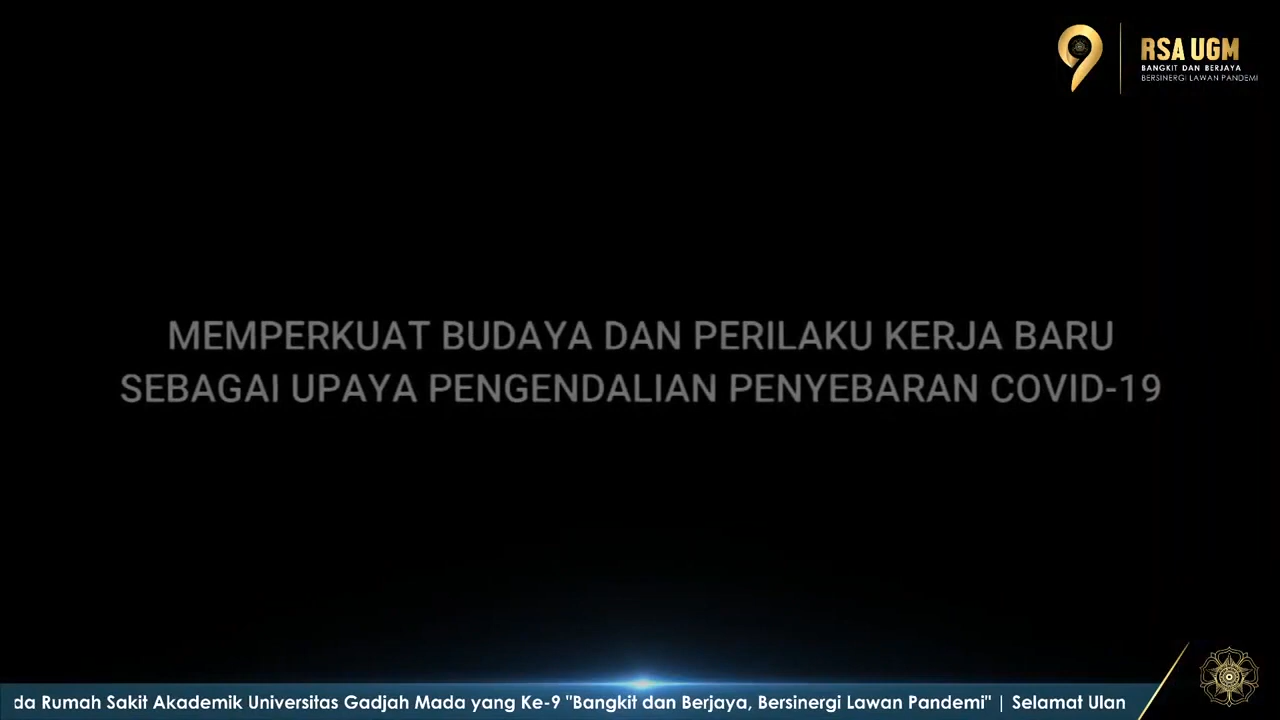 RSA UGM
BANGKIT DAN BERJAYA
BERSINERGI LAWAN PANDEMI
MEMPERKUAT BUDAYA DAN PERILAKU KERJA BARU
SEBAGAI UPAYA PENGENDALIAN PENYEBARAN COVID-19
da Rumah Sakit Akademik Universitas Gadjah Mada yang Ke-9 "Bangkit dan Berjaya, Bersinergi Lawan Pandemi" | Selamat Ulan